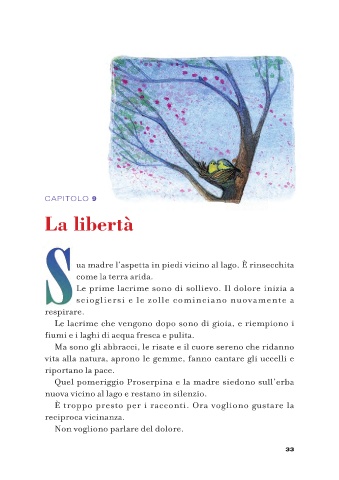 CAPITOLO 9
La libertà
Sua madre l'aspetta in piedi vicino al lago. È rinsecchita
come la terra arida.
Le prime lacrime sono di sollievo. Il dolore inizia a
sciogliersi e le zolle cominciano nuovamente a
respirare.
Le lacrime che vengono dopo sono di gioia, e riempiono i
fiumi e i laghi di acqua fresca e pulita.
Ma sono gli abbracci, le risate e il cuore sereno che ridanno
vita alla natura, aprono le gemme, fanno cantare gli uccelli e
riportano la pace.
Quel pomeriggio Proserpina e la madre siedono sull'erba
nuova vicino al lago e restano in silenzio.
È troppo presto per i racconti. Ora vogliono gustare la
reciproca vicinanza.
Non vogliono parlare del dolore.
33